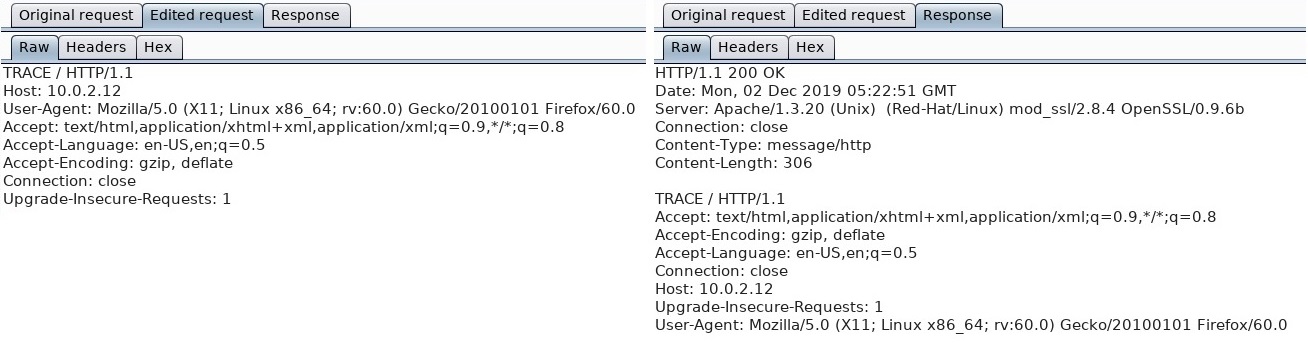 Original request Edited request Response
Raw Headers Hex
TRACE / HTTP/1.1
Host: 10.0.2.12
User-Agent: Mozilla/5.0 (X11; Linux x86_64; rv:60.0) Gecko/20100101 Firefox/60.0
Accept: text/html,application/xhtml+xml,application/xml;q=0.9,*/*;q=0.8
Accept-Language: en-US,en;q=0.5
Accept-Encoding: gzip, deflate
Connection: close
Upgrade-Insecure-Requests: 1
Original request Edited request Response
Raw Headers Hex
HTTP/1.1 200 OK
Date: Mon, 02 Dec 2019 05:22:51 GMT
Server: Apache/1.3.20 (Unix)  (Red-Hat/Linux) mod_ssl/2.8.4 OpenSSL/0.9.6b
Connection: close
Content-Type: message/http
Content-Length: 306

TRACE / HTTP/1.1
Accept: text/html,application/xhtml+xml,application/xml;q=0.9,*/*;q=0.8
Accept-Encoding: gzip, deflate
Accept-Language: en-US,en;q=0.5
Connection: close
Host: 10.0.2.12
Upgrade-Insecure-Requests: 1
User-Agent: Mozilla/5.0 (X11; Linux x86_64; rv:60.0) Gecko/20100101 Firefox/60.0